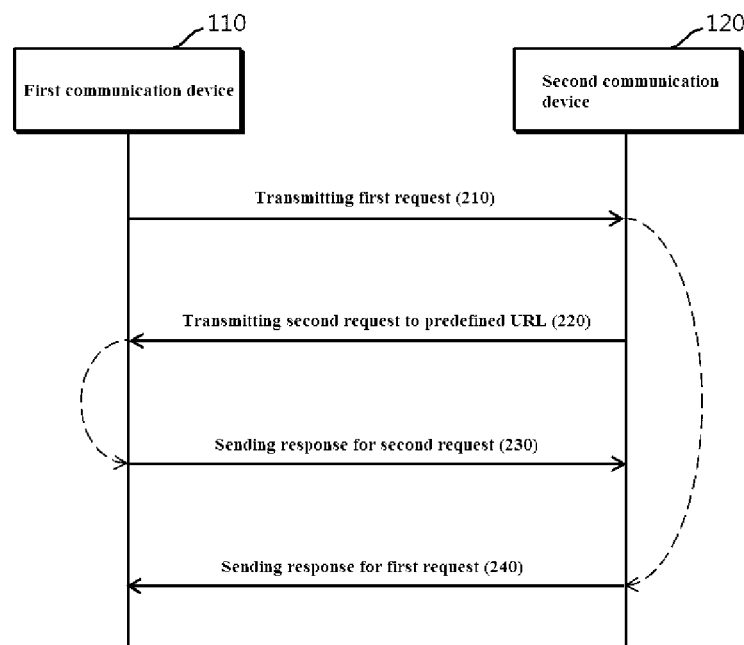 110
120
First communication device
Second communication
device
Transmitting first request (210)
Transmitting second request to predefined URL (220)
Sending response for second request (230)
Sending response for first request (240)